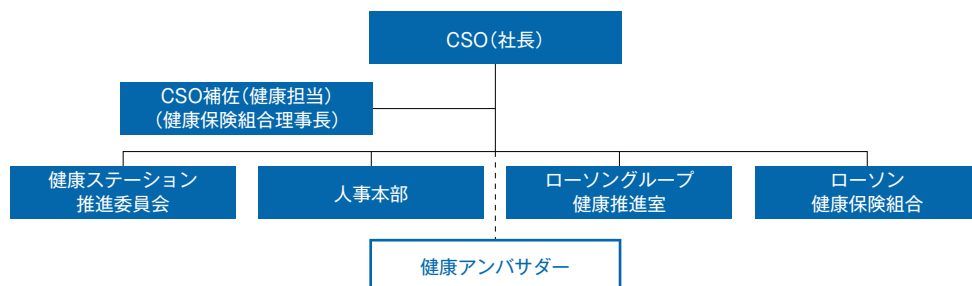 CSO（社長）
CSO補佐（健康担当）
（健康保険組合理事長）
健康ステーション
推進委員会
人事本部
ローソングループ
健康推進室
ローソン
健康保険組合
健康アンバサダー